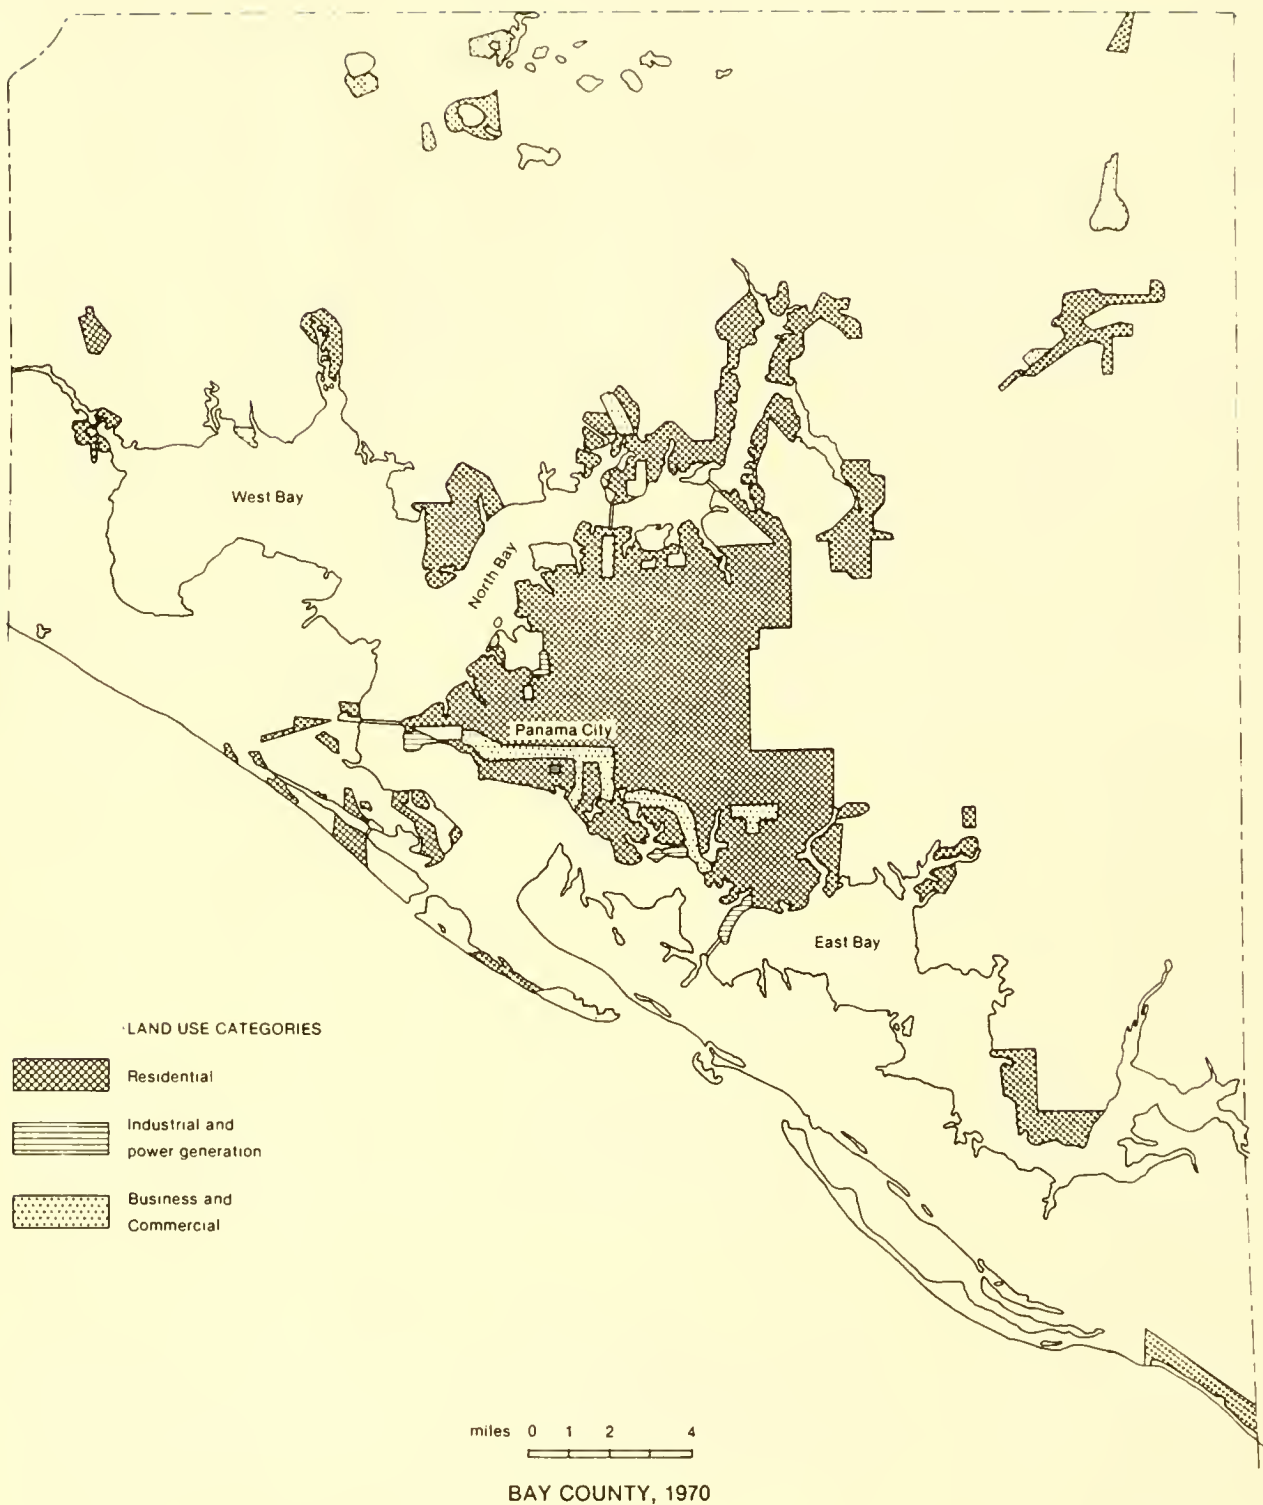 West Bay
North Bay
Panama City
East Bay
LAND USE CATEGORIES
Residential
Industrial and
power generation
Business and
Commercial
miles 0 1 2 4
BAY COUNTY, 1970